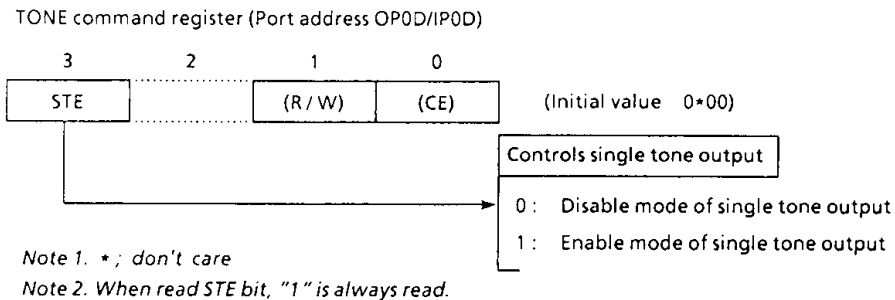 TONE command register (Port address OP0D/IP0D)
3 2 1 0
STE (R/W) (CE) (Initial value 0*00)
Controls single tone output
0 : Disable mode of single tone output
1 : Enable mode of single tone output
Note 1. * ; don't care
Note 2. When read STE bit, "1" is always read.